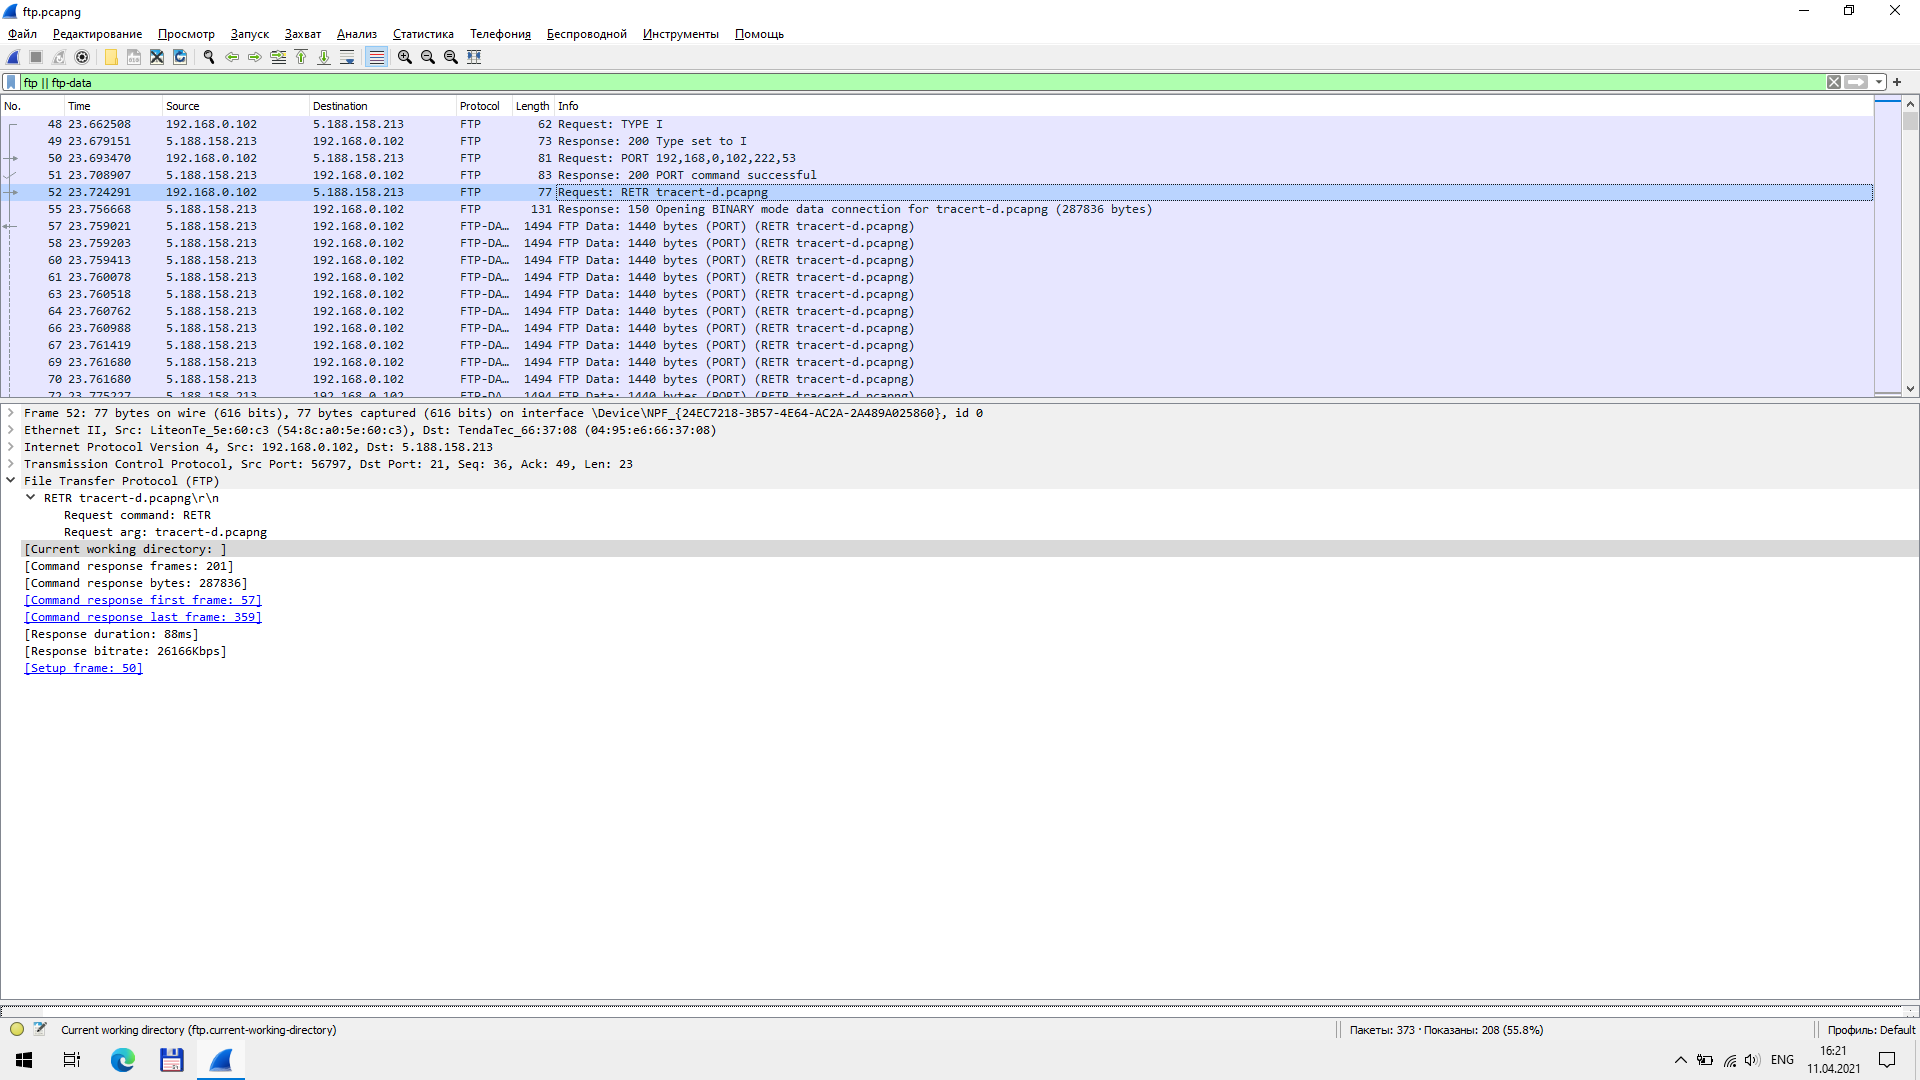 ftp.pcapng
Файл Редактирование Просмотр Запуск Захват Анализ Статистика Телефония Беспроводной Инструменты Помощь
ftp || ftp-data
No. Time Source Destination Protocol Length Info
48 23.662508 192.168.0.102 5.188.158.213 FTP 62 Request: TYPE I
49 23.679151 5.188.158.213 192.168.0.102 FTP 73 Response: 200 Type set to I
50 23.693470 192.168.0.102 5.188.158.213 FTP 81 Request: PORT 192,168,0,102,222,53
51 23.708907 5.188.158.213 192.168.0.102 FTP 83 Response: 200 PORT command successful
52 23.724291 192.168.0.102 5.188.158.213 FTP 77 Request: RETR tracert-d.pcapng
55 23.756668 5.188.158.213 192.168.0.102 FTP 131 Response: 150 Opening BINARY mode data connection for tracert-d.pcapng (287836 bytes)
57 23.759021 5.188.158.213 192.168.0.102 FTP-DA… 1494 FTP Data: 1440 bytes (PORT) (RETR tracert-d.pcapng)
58 23.759203 5.188.158.213 192.168.0.102 FTP-DA… 1494 FTP Data: 1440 bytes (PORT) (RETR tracert-d.pcapng)
60 23.759413 5.188.158.213 192.168.0.102 FTP-DA… 1494 FTP Data: 1440 bytes (PORT) (RETR tracert-d.pcapng)
61 23.760078 5.188.158.213 192.168.0.102 FTP-DA… 1494 FTP Data: 1440 bytes (PORT) (RETR tracert-d.pcapng)
63 23.760518 5.188.158.213 192.168.0.102 FTP-DA… 1494 FTP Data: 1440 bytes (PORT) (RETR tracert-d.pcapng)
64 23.760762 5.188.158.213 192.168.0.102 FTP-DA… 1494 FTP Data: 1440 bytes (PORT) (RETR tracert-d.pcapng)
66 23.760988 5.188.158.213 192.168.0.102 FTP-DA… 1494 FTP Data: 1440 bytes (PORT) (RETR tracert-d.pcapng)
67 23.761419 5.188.158.213 192.168.0.102 FTP-DA… 1494 FTP Data: 1440 bytes (PORT) (RETR tracert-d.pcapng)
69 23.761680 5.188.158.213 192.168.0.102 FTP-DA… 1494 FTP Data: 1440 bytes (PORT) (RETR tracert-d.pcapng)
70 23.761680 5.188.158.213 192.168.0.102 FTP-DA… 1494 FTP Data: 1440 bytes (PORT) (RETR tracert-d.pcapng)
72 23.775227 5.188.158.213 192.168.0.102 FTP-DA… 1494 FTP Data: 1440 bytes (PORT) (RETR tracert-d.pcapng)
Frame 52: 77 bytes on wire (616 bits), 77 bytes captured (616 bits) on interface \Device\NPF_{24EC7218-3B57-4E64-AC2A-2A489A025860}, id 0
Ethernet II, Src: LiteonTe_5e:60:c3 (54:8c:a0:5e:60:c3), Dst: TendaTec_66:37:08 (04:95:e6:66:37:08)
Internet Protocol Version 4, Src: 192.168.0.102, Dst: 5.188.158.213
Transmission Control Protocol, Src Port: 56797, Dst Port: 21, Seq: 36, Ack: 49, Len: 23
File Transfer Protocol (FTP)
RETR tracert-d.pcapng\r\n
Request command: RETR
Request arg: tracert-d.pcapng
[Current working directory: ]
[Command response frames: 201]
[Command response bytes: 287836]
[Command response first frame: 57]
[Command response last frame: 359]
[Response duration: 88ms]
[Response bitrate: 26166Kbps]
[Setup frame: 50]
Current working directory (ftp.current-working-directory)
Пакеты: 373 · Показаны: 208 (55.8%)
Профиль: Default
ENG
16:21
11.04.2021